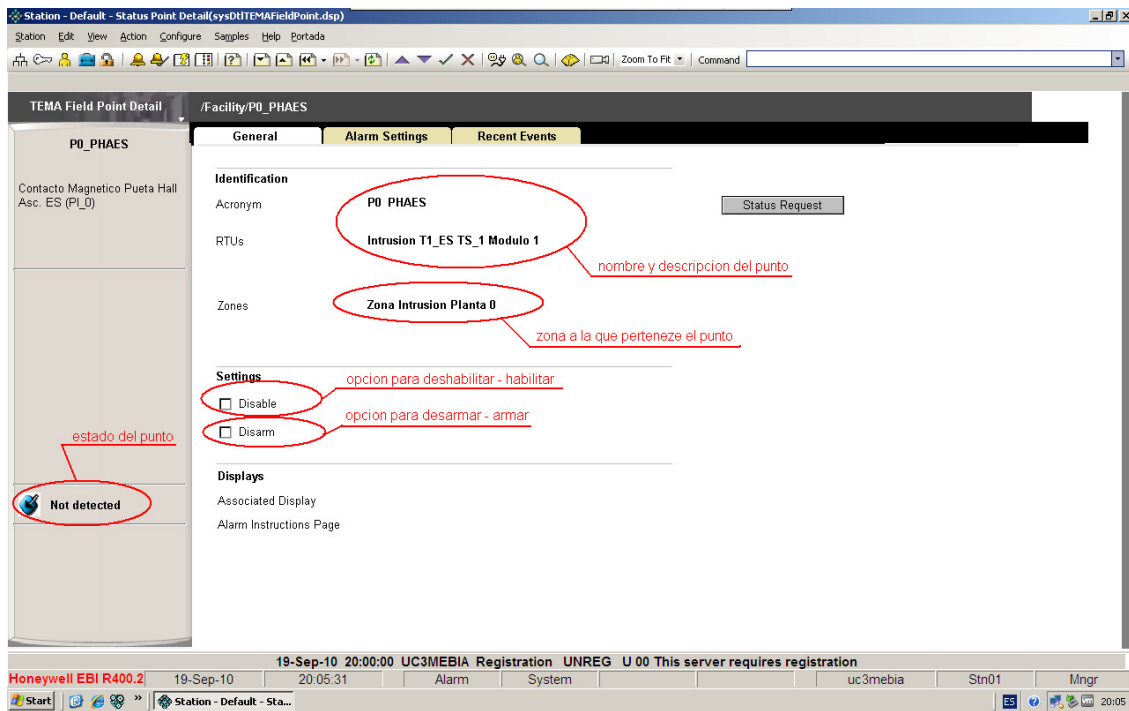 Station - Default - Status Point Detail(sysDtlTEMAFieldPoint.dsp)
Station Edit View Action Configure Samples Help Portada
Zoom To Fit Command
TEMA Field Point Detail
/Facility/P0_PHAES
General Alarm Settings Recent Events
P0_PHAES
Contacto Magnetico Pueta Hall
Asc. ES (PI_0)
Identification
Acronym P0 PHAES
Status Request
RTUs Intrusion T1_ES TS_1 Modulo 1
nombre y descripcion del punto
Zones Zona Intrusion Planta 0
zona a la que perteneze el punto
Settings
opcion para deshabilitar - habilitar
Disable
opcion para desarmar - armar
Disarm
estado del punto
Displays
Not detected
Associated Display
Alarm Instructions Page
19-Sep-10 20:00:00 UC3MEBIA Registration UNREG U 00 This server requires registration
Honeywell EBI R400.2 19-Sep-10 20:05:31 Alarm System uc3mebia Stn01 Mngr
Start » Station - Default - Sta... ES 20:05